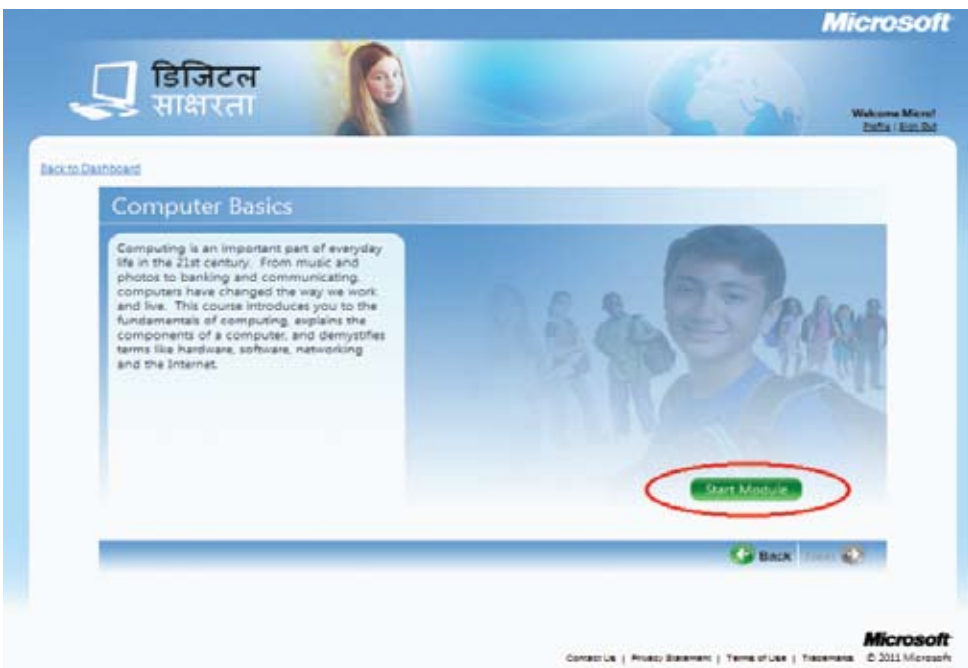 Microsoft
डिजिटल
साक्षरता
Welcome Micro!
Profile | Sign Out
Back to Dashboard
Computer Basics
Computing is an important part of everyday
life in the 21st century. From music and
photos to banking and communicating,
computers have changed the way we work
and live. This course introduces you to the
fundamentals of computing, explains the
components of a computer, and demystifies
terms like hardware, software, networking
and the Internet.
Start Module
Back | Next
Microsoft
Contact Us | Privacy Statement | Terms of Use | Trademarks © 2011 Microsoft